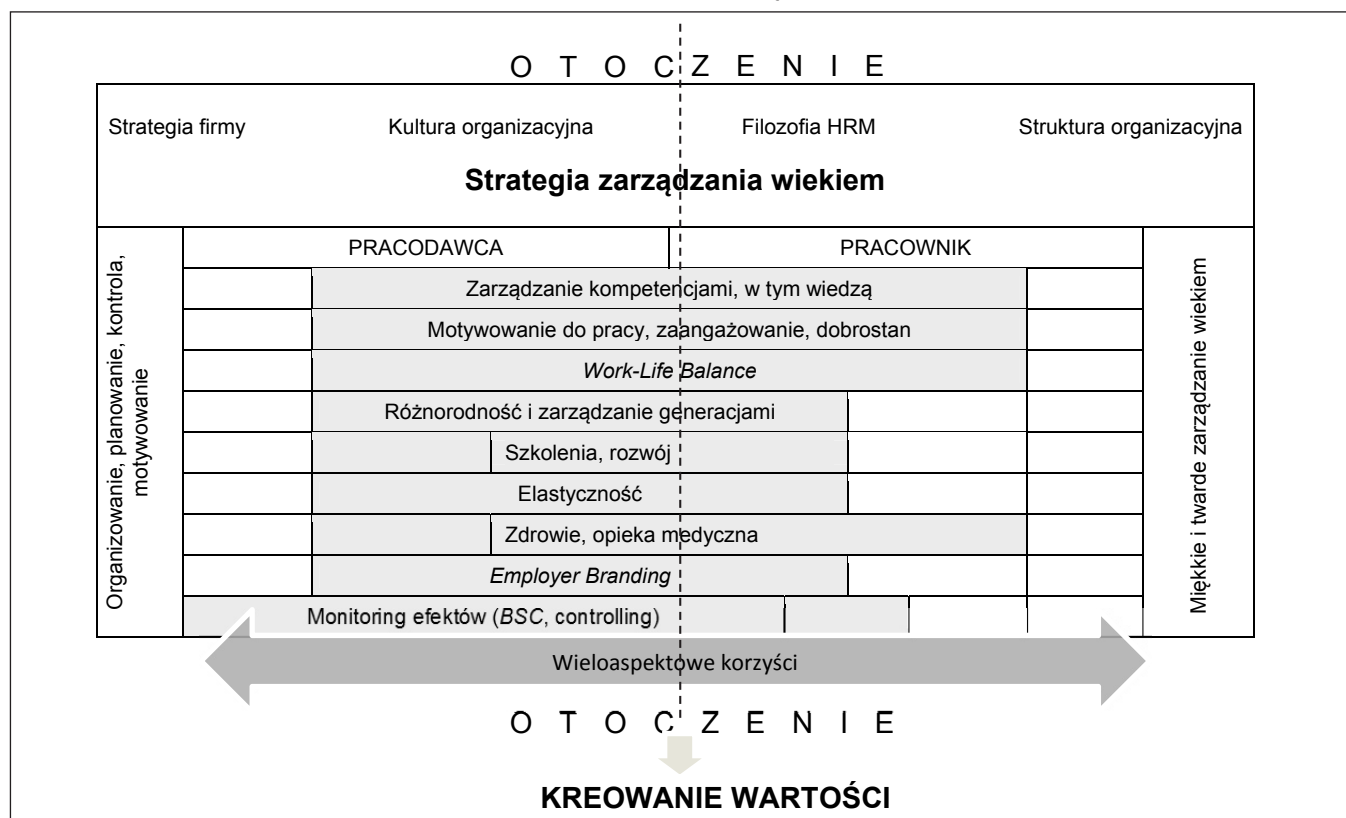 O T O C Z E N I E
Strategia firmy Kultura organizacyjna Filozofia HRM Struktura organizacyjna
Strategia zarządzania wiekiem
Organizowanie, planowanie, kontrola,
motywowanie
PRACODAWCA PRACOWNIK
Zarządzanie kompetencjami, w tym wiedzą
Motywowanie do pracy, zaangażowanie, dobrostan
Work-Life Balance
Różnorodność i zarządzanie generacjami
Szkolenia, rozwój
Elastyczność
Zdrowie, opieka medyczna
Employer Branding
Monitoring efektów (BSC, controlling)
Miękkie i twarde zarządzanie wiekiem
Wieloaspektowe korzyści
O T O C Z E N I E
KREOWANIE WARTOŚCI